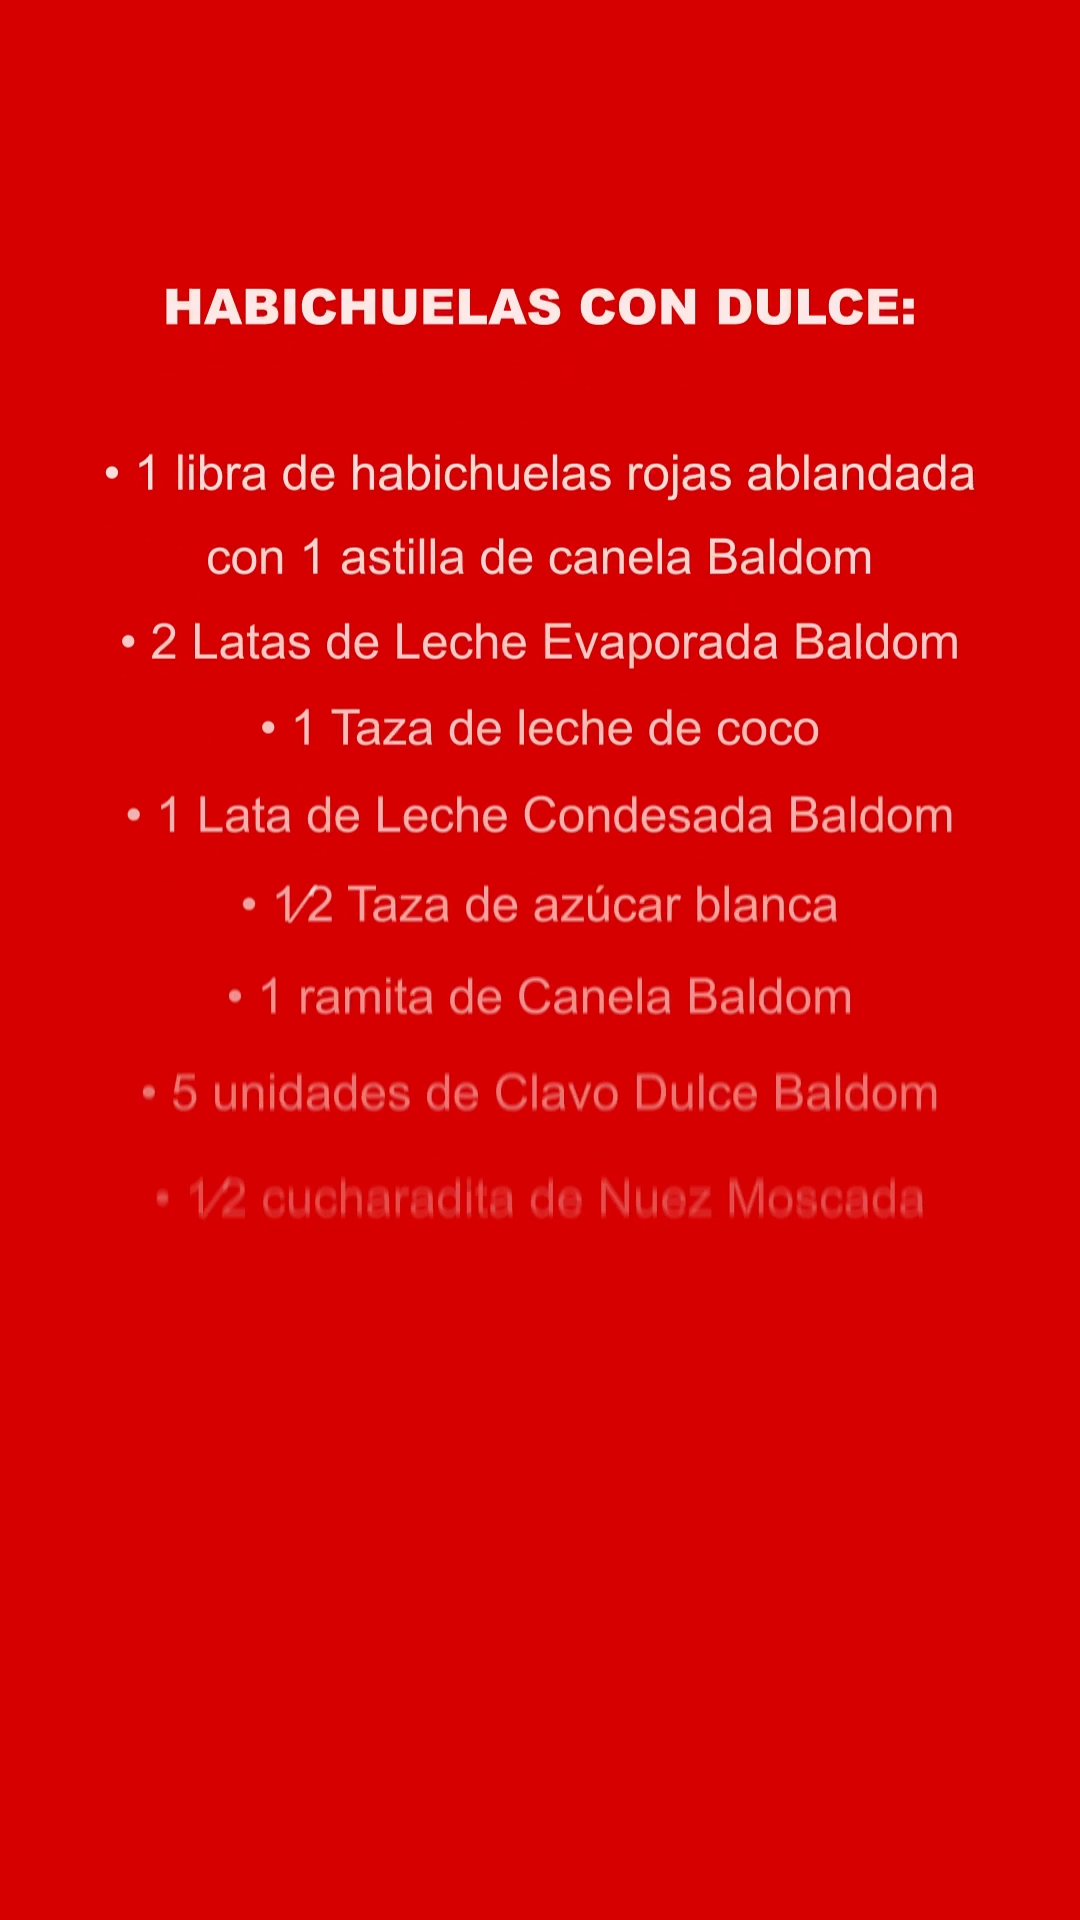 HABICHUELAS CON DULCE:
• 1 libra de habichuelas rojas ablandada
con 1 astilla de canela Baldom
• 2 Latas de Leche Evaporada Baldom
• 1 Taza de leche de coco
• 1 Lata de Leche Condesada Baldom
• 1⁄2 Taza de azúcar blanca
• 1 ramita de Canela Baldom
• 5 unidades de Clavo Dulce Baldom
• 1⁄2 cucharadita de Nuez Moscada